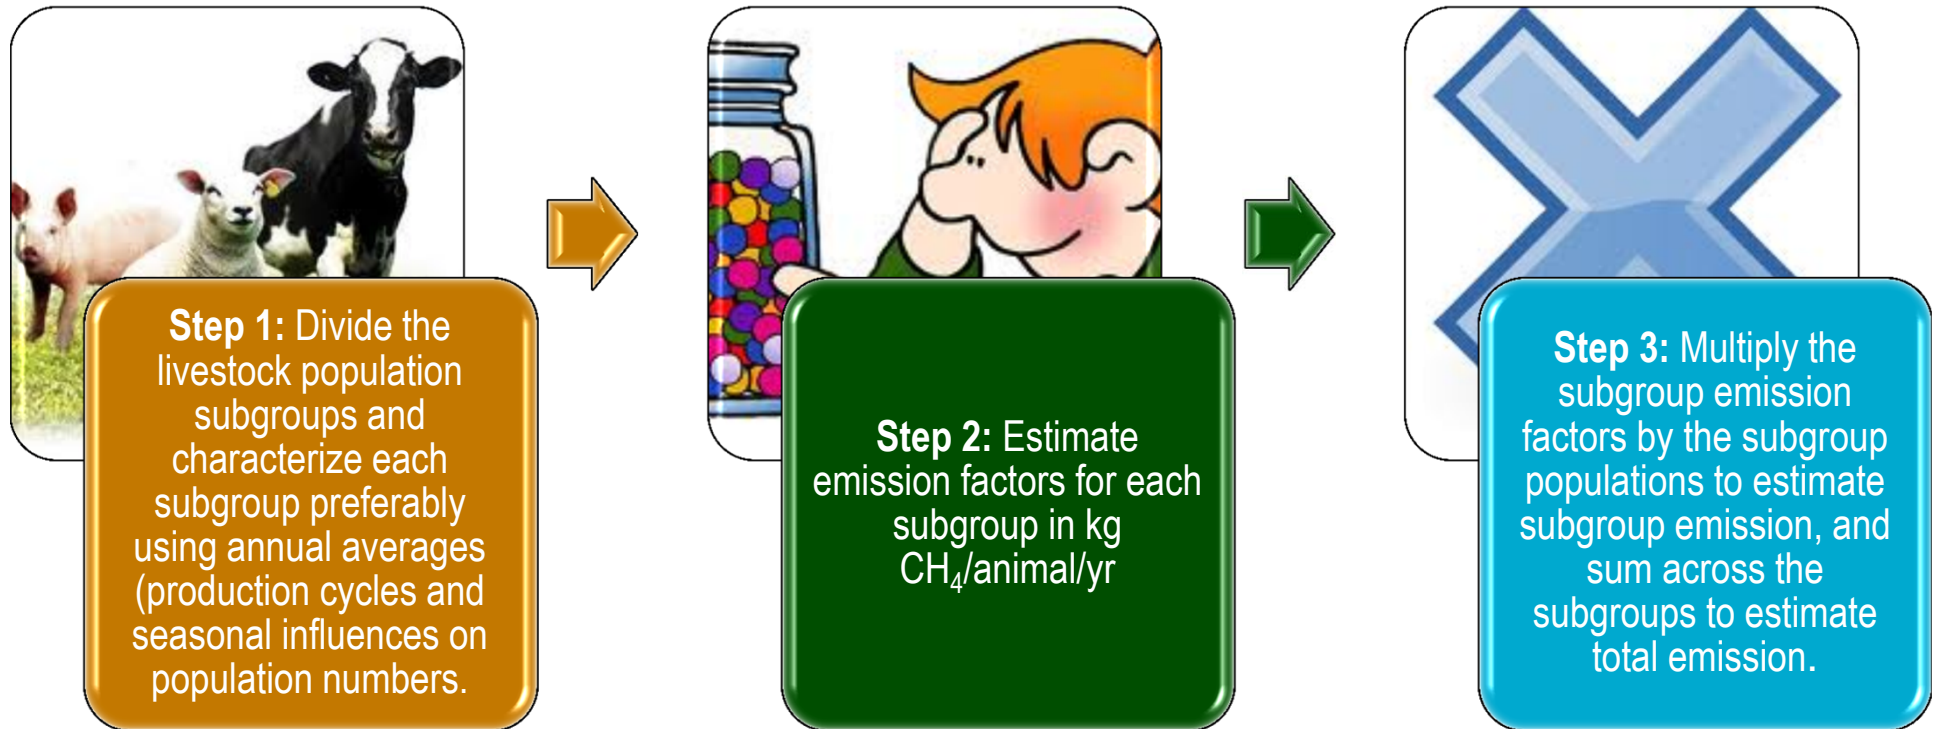 Step 1: Divide the
livestock population
subgroups and
characterize each
subgroup preferably
using annual averages
(production cycles and
seasonal influences on
population numbers.
Step 2: Estimate
emission factors for each
subgroup in kg
CH₄/animal/yr
Step 3: Multiply the
subgroup emission
factors by the subgroup
populations to estimate
subgroup emission, and
sum across the
subgroups to estimate
total emission.